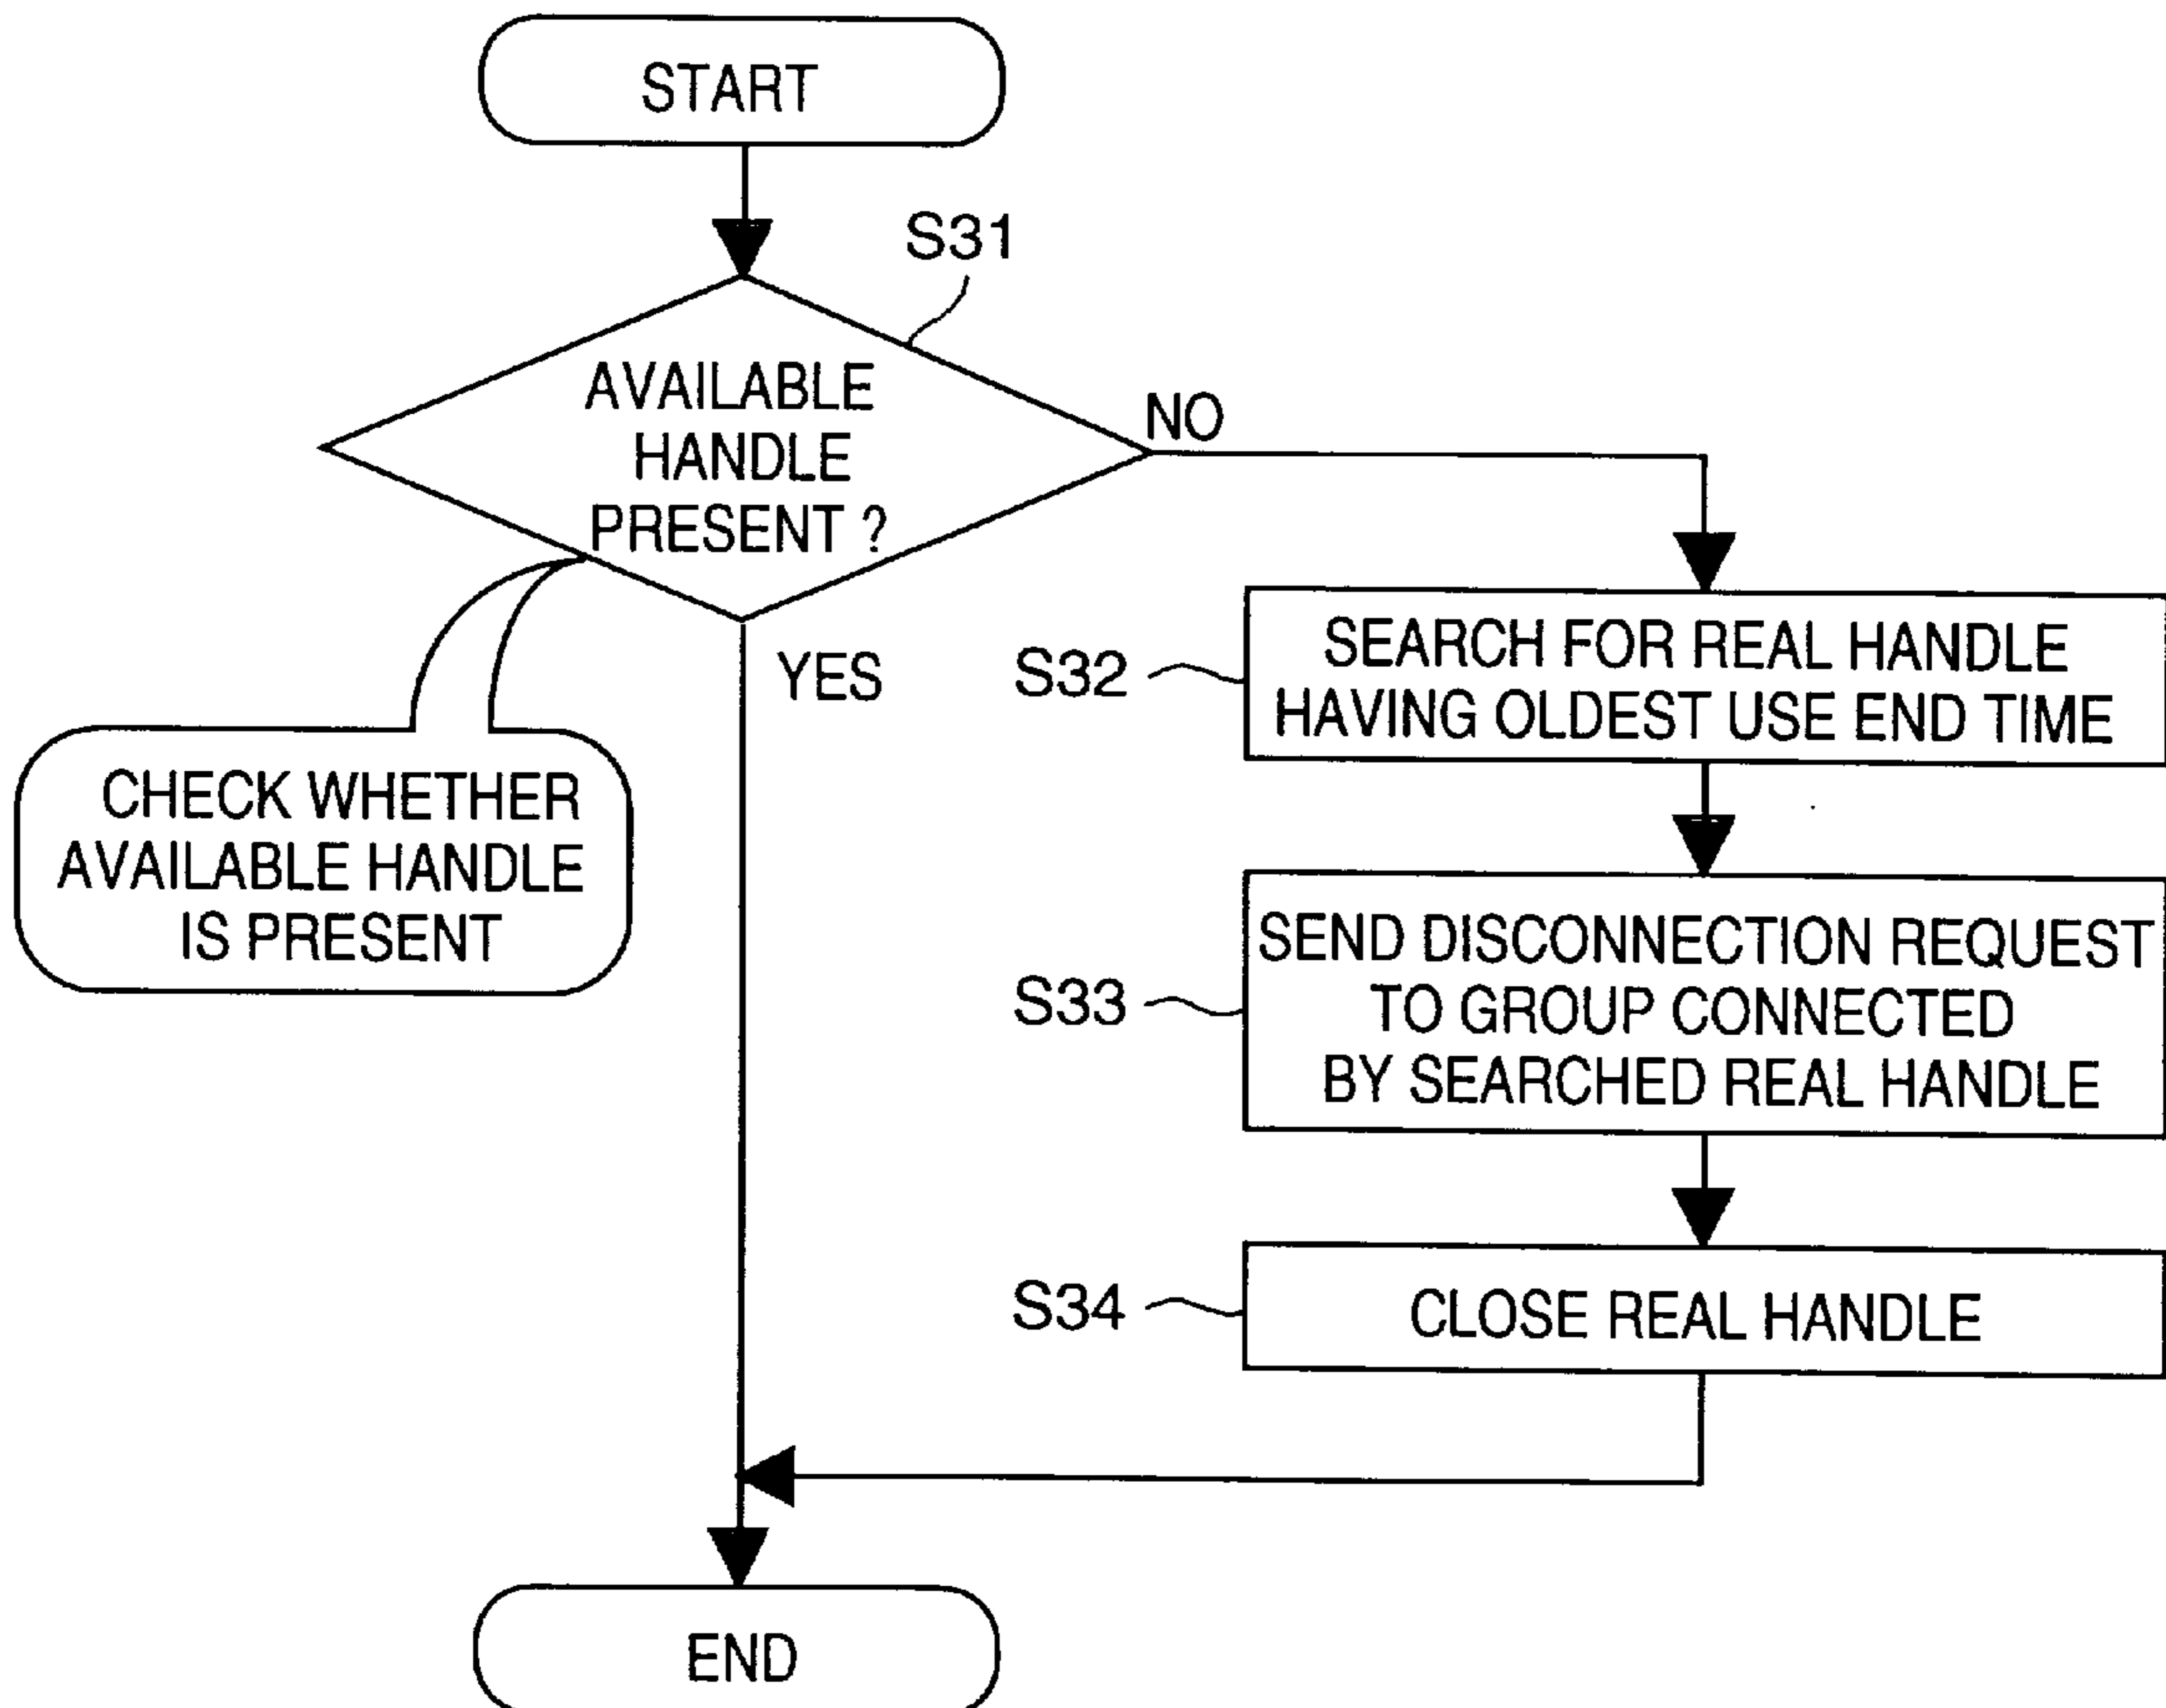 START
S31
AVAILABLE
HANDLE
PRESENT ?
NO
YES
CHECK WHETHER
AVAILABLE HANDLE
IS PRESENT
S32
SEARCH FOR REAL HANDLE
HAVING OLDEST USE END TIME
S33
SEND DISCONNECTION REQUEST
TO GROUP CONNECTED
BY SEARCHED REAL HANDLE
S34
CLOSE REAL HANDLE
END